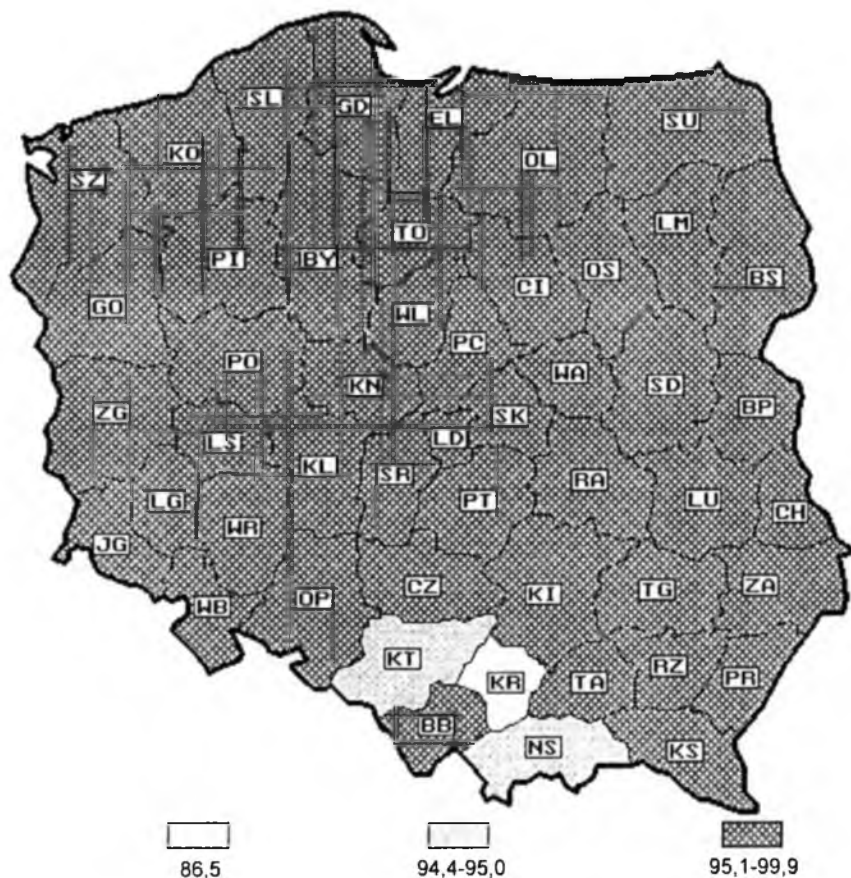 SL
GD
EL
SU
KO
OL
SZ
LM
TO
PI
BY
OS
BS
CI
GO
WL
PC
PO
WA
KN
SD
ZG
SK
BP
LS
LD
KL
SR
RA
LG
PT
LU
CH
WR
JG
CZ
KI
TG
ZA
WB
OP
KT
RZ
KR
TA
PR
BB
NS
KS
86,5 94,4-95,0 95,1-99,9